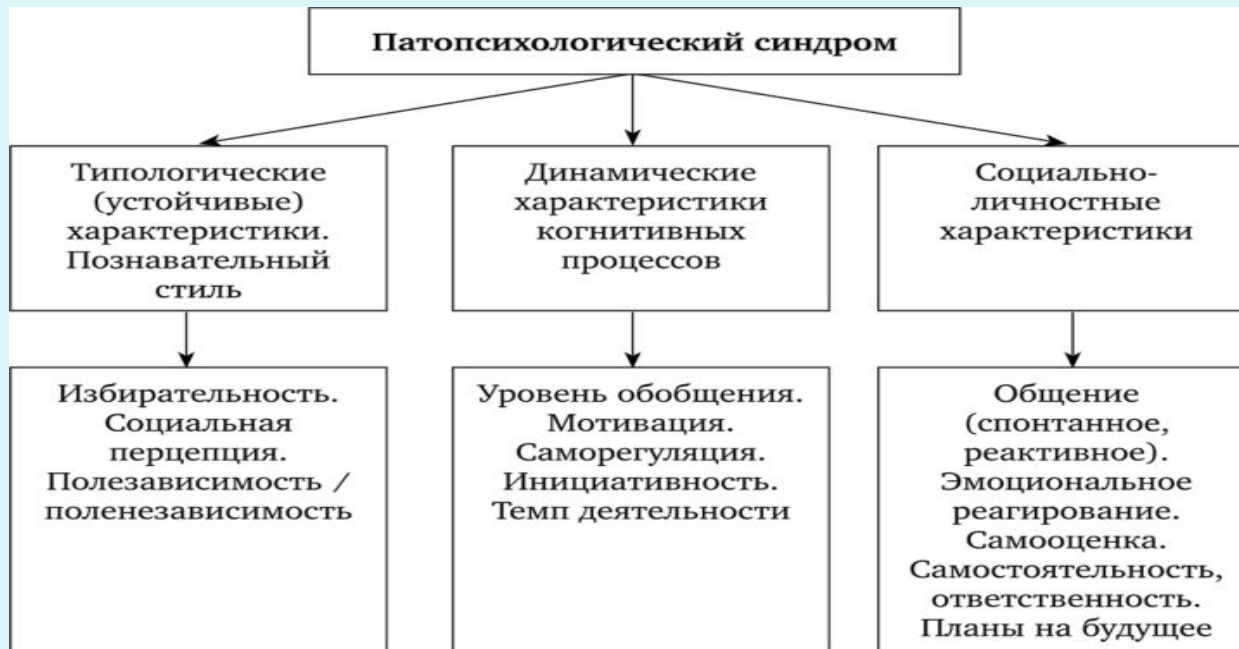 Патопсихологический синдром
Типологические
(устойчивые)
характеристики.
Познавательный
стиль
Динамические
характеристики
когнитивных
процессов
Социально-
личностные
характеристики
Избирательность.
Социальная
перцепция.
Полезависимость /
поленезависимость
Уровень обобщения.
Мотивация.
Саморегуляция.
Инициативность.
Темп деятельности
Общение
(спонтанное,
реактивное).
Эмоциональное
реагирование.
Самооценка.
Самостоятельность,
ответственность.
Планы на будущее